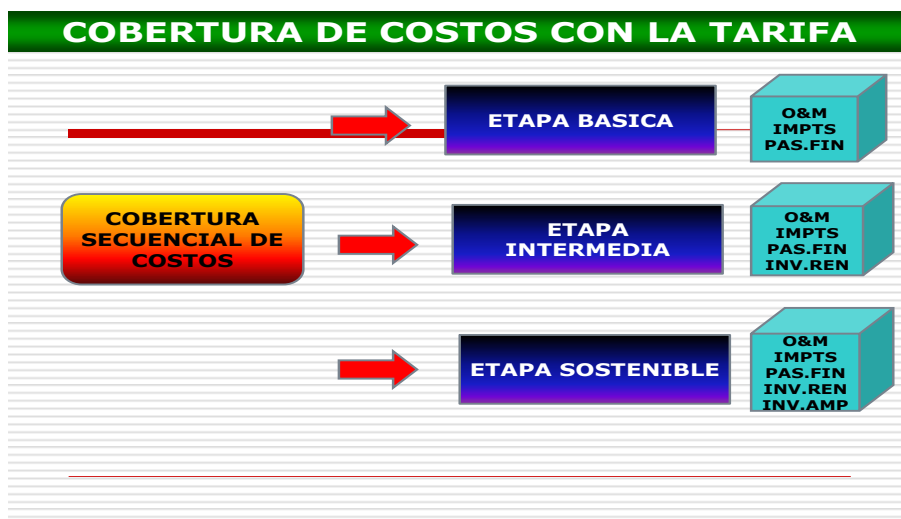 COBERTURA DE COSTOS CON LA TARIFA
ETAPA BASICA
O&M
IMPTS
PAS.FIN
COBERTURA
SECUENCIAL DE
COSTOS
ETAPA
INTERMEDIA
O&M
IMPTS
PAS.FIN
INV.REN
ETAPA SOSTENIBLE
O&M
IMPTS
PAS.FIN
INV.REN
INV.AMP